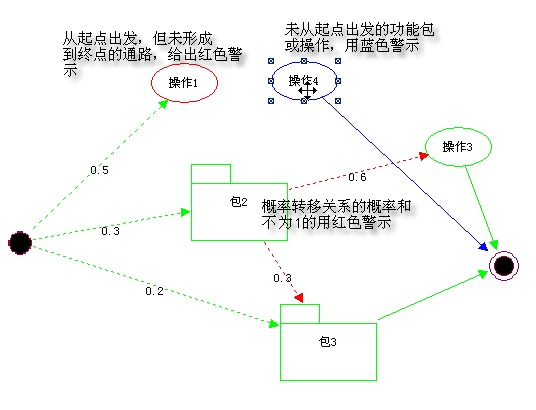 从起点出发，但未形成
到终点的通路，给出红色警
示
未从起点出发的功能包
或操作，用蓝色警示
操作1
操作4
操作3
0.5
0.6
包2
概率转移关系的概率和
不为1的用红色警示
0.3
0.3
0.2
包3